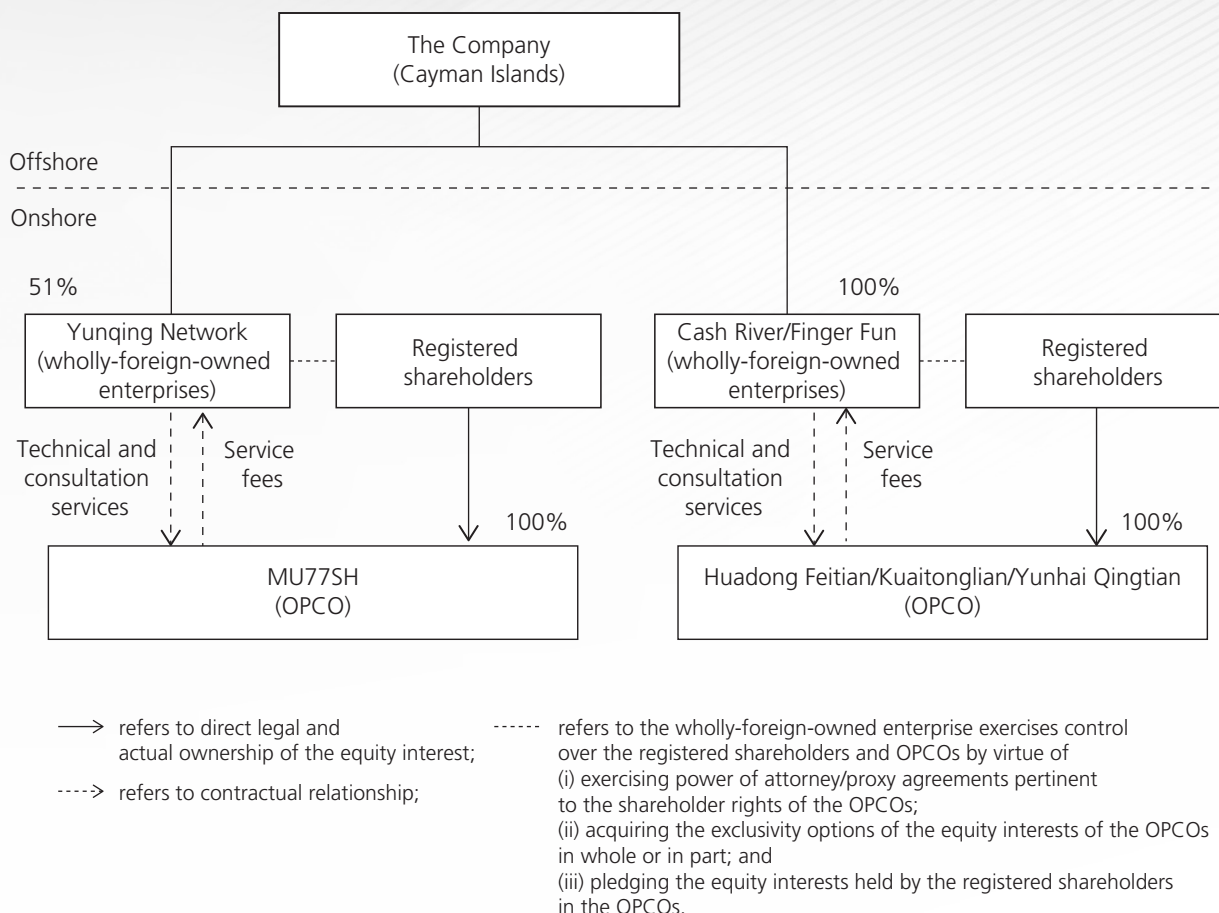 The Company
(Cayman Islands)
Offshore
Onshore
51%
100%
Yunqing Network
(wholly-foreign-owned
enterprises)
Registered
shareholders
Cash River/Finger Fun
(wholly-foreign-owned
enterprises)
Registered
shareholders
Technical and
consultation
services
Service
fees
100%
Technical and
consultation
services
Service
fees
100%
MU77SH
(OPCO)
Huadong Feitian/Kuaitonglian/Yunhai Qingtian
(OPCO)
refers to direct legal and
actual ownership of the equity interest;
refers to contractual relationship;
refers to the wholly-foreign-owned enterprise exercises control
over the registered shareholders and OPCOs by virtue of
(i) exercising power of attorney/proxy agreements pertinent
to the shareholder rights of the OPCOs;
(ii) acquiring the exclusivity options of the equity interests of the OPCOs
in whole or in part; and
(iii) pledging the equity interests held by the registered shareholders
in the OPCOs.